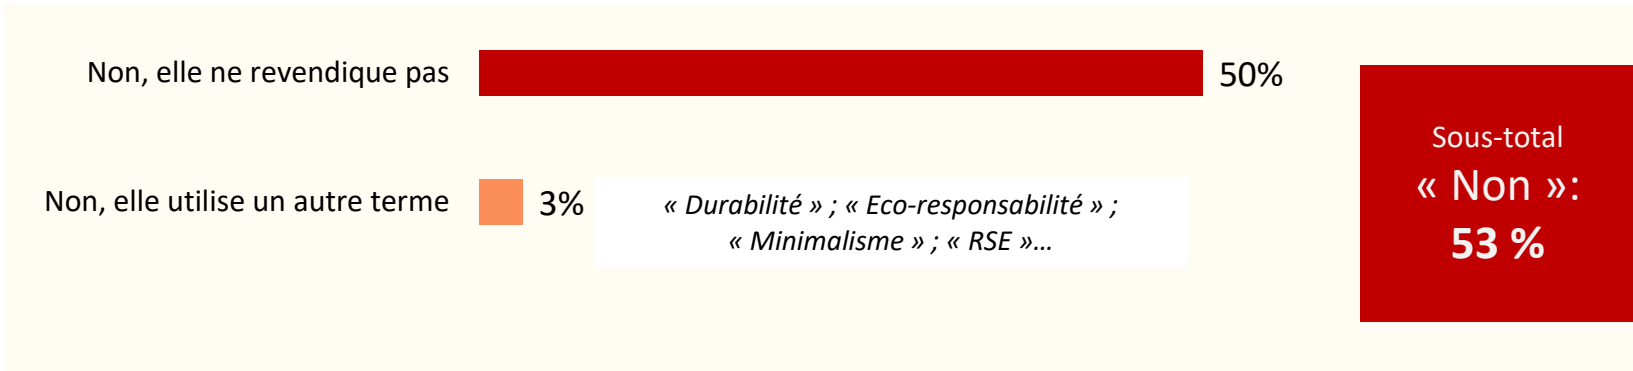 Non, elle ne revendique pas
50%
Non, elle utilise un autre terme
3%
« Durabilité » ; « Eco-responsabilité » ;
« Minimalisme » ; « RSE »…
Sous-total
« Non »:
53 %